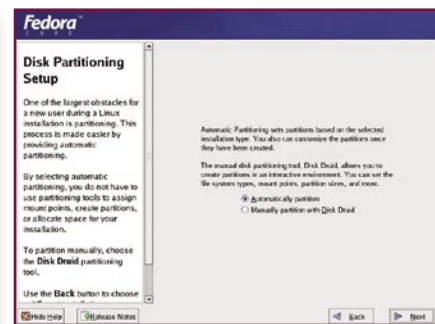 Fedora
CORE
Disk Partitioning
Setup
One of the largest obstacles for
a new user during a Linux
installation is partitioning. This
process is made easier by
providing automatic
partitioning.
By selecting automatic
partitioning, you do not have to
use partitioning tools to assign
mount points, create partitions,
or allocate space for your
installation.
To partition manually, choose
the Disk Druid partitioning
tool.
Use the Back button to choose
Automatic Partitioning sets partitions based on the selected
installation type. You also can customize the partitions once
they have been created.
The manual disk partitioning tool, Disk Druid, allows you to
create partitions in an interactive environment. You can set the
file system types, mount points, partition sizes, and more.
Automatically partition
Manually partition with Disk Druid
Hide Help
Release Notes
Back
Next